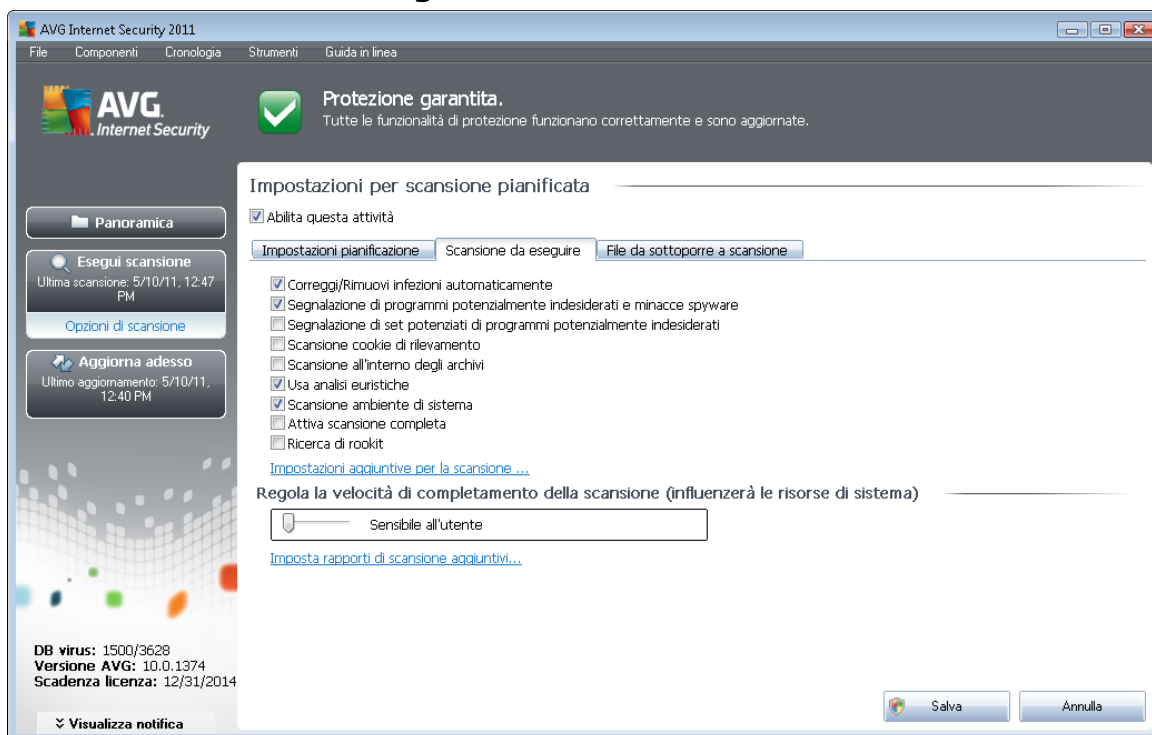 AVG Internet Security 2011
File Componenti Cronologia Strumenti Guida in linea
AVG.
Internet Security
Protezione garantita.
Tutte le funzionalità di protezione funzionano correttamente e sono aggiornate.
Impostazioni per scansione pianificata
Abilita questa attività
Impostazioni pianificazione Scansione da eseguire File da sottoporre a scansione
Correggi/Rimuovi infezioni automaticamente
Segnalazione di programmi potenzialmente indesiderati e minacce spyware
Segnalazione di set potenziati di programmi potenzialmente indesiderati
Scansione cookie di rilevamento
Scansione all'interno degli archivi
Usa analisi euristiche
Scansione ambiente di sistema
Attiva scansione completa
Ricerca di rookit
Impostazioni aggiuntive per la scansione ...
Regola la velocità di completamento della scansione (influenzerà le risorse di sistema)
Sensibile all'utente
Imposta rapporti di scansione aggiuntivi...
Panoramica
Esegui scansione
Ultima scansione: 5/10/11, 12:47
PM
Opzioni di scansione
Aggiorna adesso
Ultimo aggiornamento: 5/10/11,
12:40 PM
DB virus: 1500/3628
Versione AVG: 10.0.1374
Scadenza licenza: 12/31/2014
Visualizza notifica
Salva Annulla